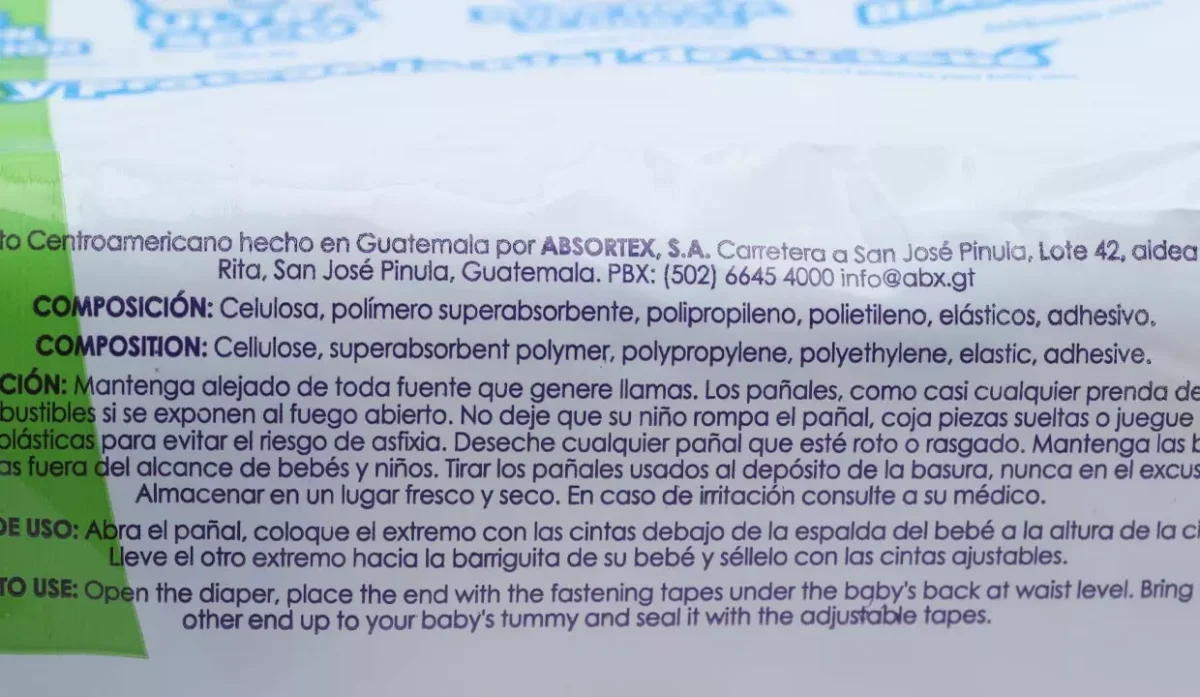 to Centroamericano hecho en Guatemala por ABSORTEX, S.A. Carretera a San José Pinula, Lote 42, aldea
Rita, San José Pinula, Guatemala. PBX: (502) 6645 4000 info@abx.gt
COMPOSICIÓN: Celulosa, polímero superabsorbente, polipropileno, polietileno, elásticos, adhesivo.
COMPOSITION: Cellulose, superabsorbent polymer, polypropylene, polyethylene, elastic, adhesive.
CIÓN: Mantenga alejado de toda fuente que genere llamas. Los pañales, como casi cualquier prenda de
bustibles si se exponen al fuego abierto. No deje que su niño rompa el pañal, coja piezas sueltas o juegue
plásticas para evitar el riesgo de asfixia. Deseche cualquier pañal que esté roto o rasgado. Mantenga las b
as fuera del alcance de bebés y niños. Tirar los pañales usados al depósito de la basura, nunca en el excus
Almacenar en un lugar fresco y seco. En caso de irritación consulte a su médico.
DE USO: Abra el pañal, coloque el extremo con las cintas debajo de la espalda del bebé a la altura de la ci
Lleve el otro extremo hacia la barriguita de su bebé y séllelo con las cintas ajustables.
TO USE: Open the diaper, place the end with the fastening tapes under the baby's back at waist level. Bring
other end up to your baby's tummy and seal it with the adjustable tapes.